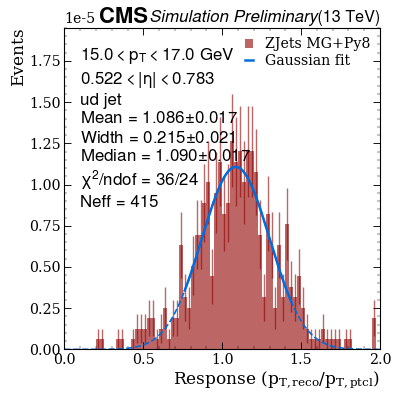 1e-5 CMS Simulation Preliminary (13 TeV)
Events
ZJets MG+Py8
Gaussian fit
15.0 < p_T < 17.0 GeV
0.522 < |η| < 0.783
ud jet
Mean = 1.086±0.017
Width = 0.215±0.021
Median = 1.090±0.017
χ²/ndof = 36/24
Neff = 415
1.75
1.50
1.25
1.00
0.75
0.50
0.25
0.00
0.0 0.5 1.0 1.5 2.0
Response (p_T,reco/p_T,ptcl)